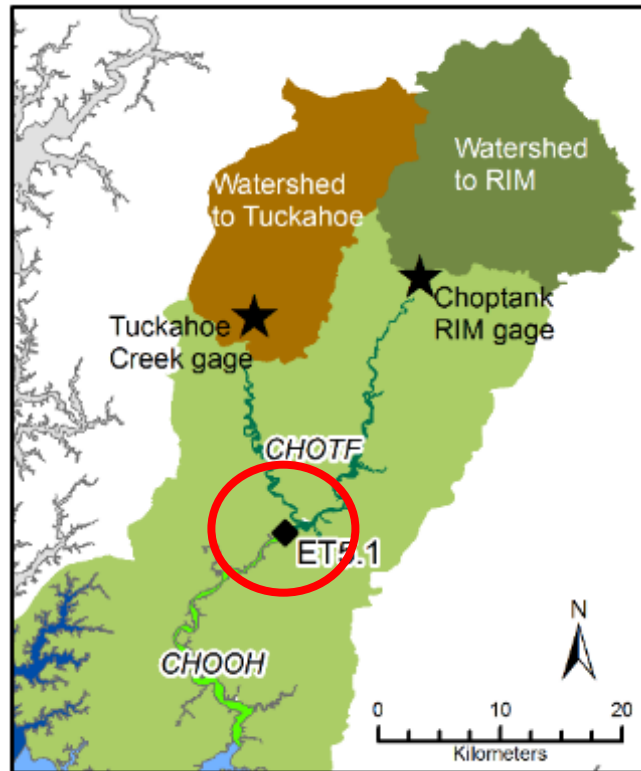 Watershed
to Tuckahoe
Watershed
to RIM
Tuckahoe
Creek gage
Choptank
RIM gage
CHOTF
ET5.1
CHOOH
N
0 10 20
Kilometers